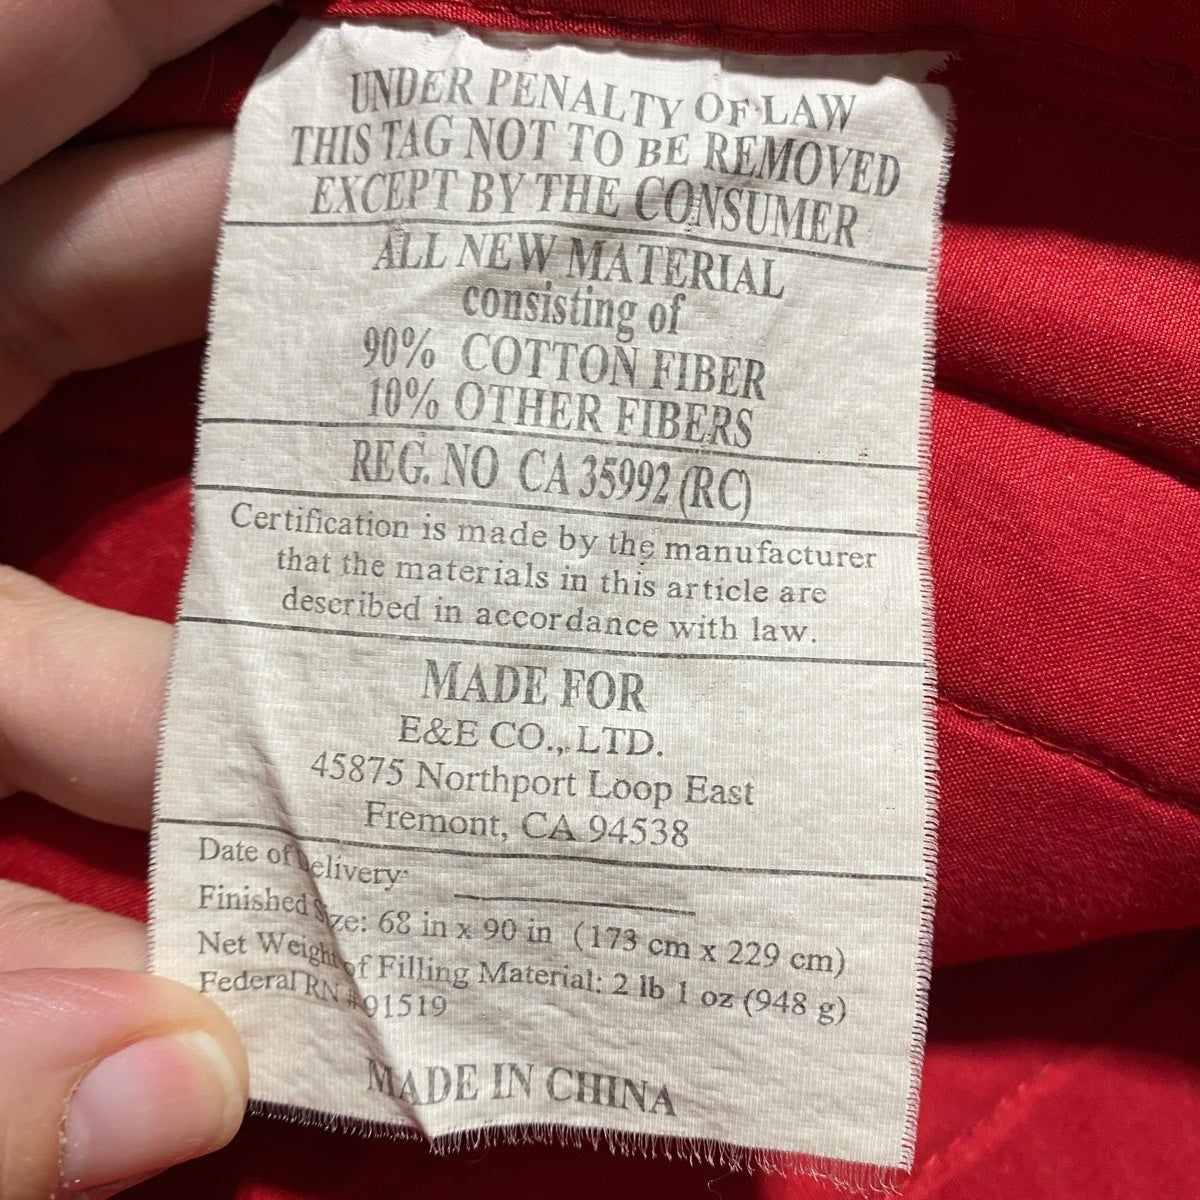 UNDER PENALTY OF LAW
THIS TAG NOT TO BE REMOVED
EXCEPT BY THE CONSUMER
ALL NEW MATERIAL
consisting of
90% COTTON FIBER
10% OTHER FIBERS
REG. NO CA 35992 (RC)
Certification is made by the manufacturer
that the materials in this article are
described in accordance with law.
MADE FOR
E&E CO., LTD.
45875 Northport Loop East
Fremont, CA 94538
Date of Delivery:
Finished Size: 68 in x 90 in (173 cm x 229 cm)
Net Weight of Filling Material: 2 lb 1 oz (948 g)
Federal RN #91519
MADE IN CHINA